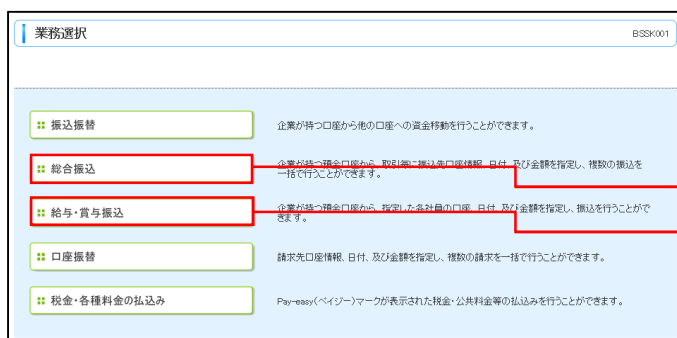 業務選択
BSSK001
振込振替
企業が持つ口座から他の口座への資金移動を行うことができます。
総合振込
企業が持つ預金口座から、取引毎に振込先口座情報、日付、及び金額を指定し、複数の振込を
一括で行うことができます。
給与・賞与振込
企業が持つ預金口座から、指定した各社員の口座、日付、及び金額を指定し、振込を行うことがで
きます。
口座振替
請求先口座情報、日付、及び金額を指定し、複数の請求を一括で行うことができます。
税金・各種料金の払込み
Pay-easy(ペイジー)マークが表示された税金・公共料金等の払込みを行うことができます。